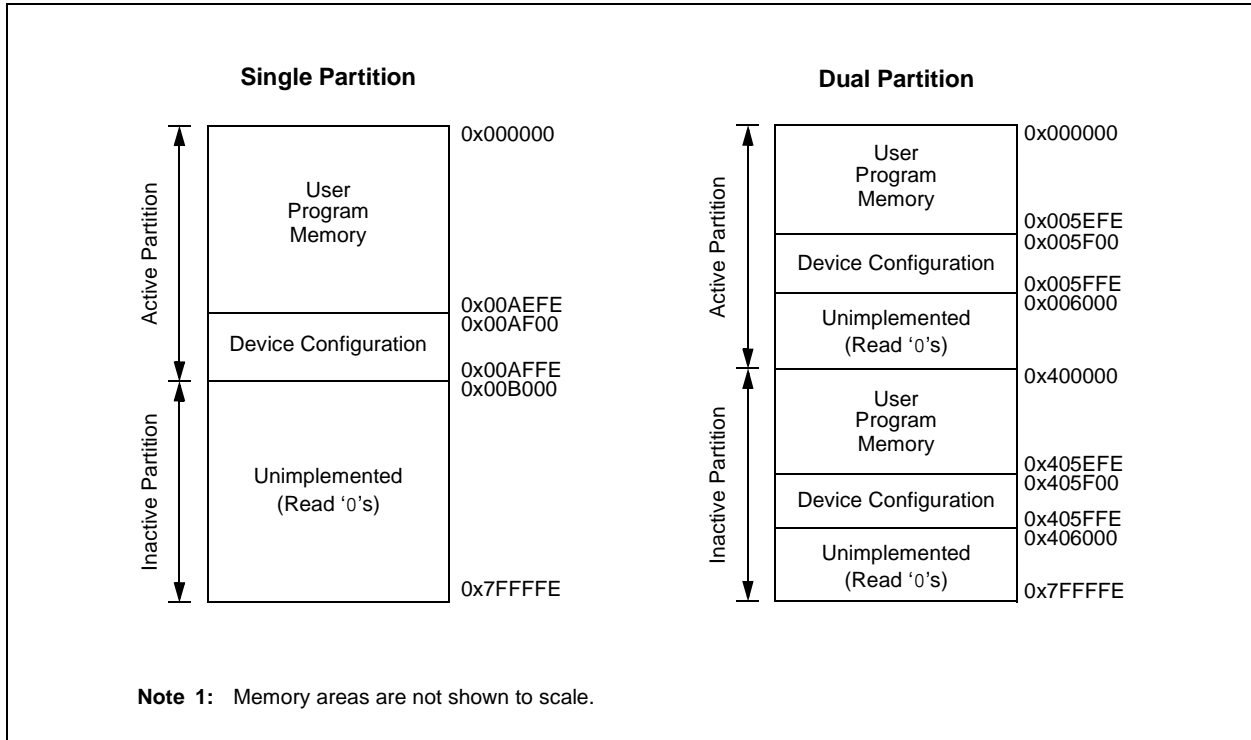 Single Partition
Active Partition
Inactive Partition
User
Program
Memory
Device Configuration
Unimplemented
(Read ‘0’s)
0x000000
0x00AEFE
0x00AF00
0x00AFFE
0x00B000
0x7FFFFE
Dual Partition
Active Partition
Inactive Partition
User
Program
Memory
Device Configuration
Unimplemented
(Read ‘0’s)
User
Program
Memory
Device Configuration
Unimplemented
(Read ‘0’s)
0x000000
0x005EFE
0x005F00
0x005FFE
0x006000
0x400000
0x405EFE
0x405F00
0x405FFE
0x406000
0x7FFFFE
Note 1: Memory areas are not shown to scale.